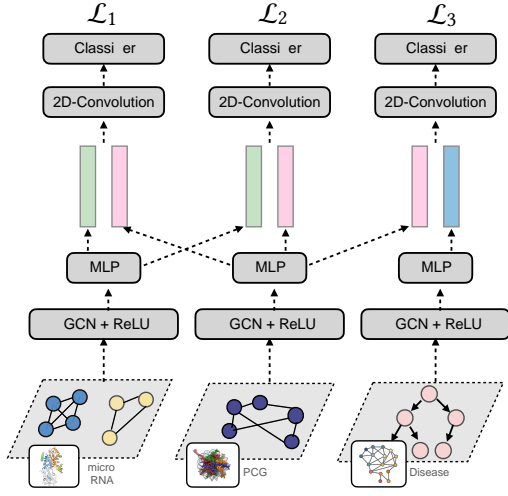 ℒ1 ℒ2 ℒ3
Classi er Classi er Classi er
2D-Convolution 2D-Convolution 2D-Convolution
MLP MLP MLP
GCN + ReLU GCN + ReLU GCN + ReLU
micro
RNA
PCG
Disease